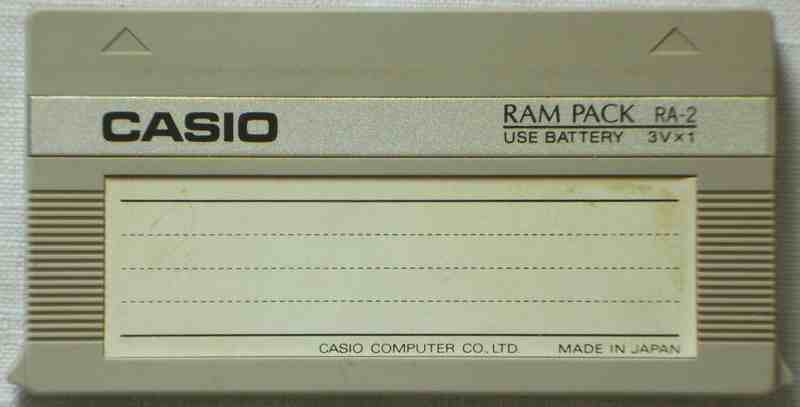 CASIO
RAM PACK RA-2
USE BATTERY 3V×1
CASIO COMPUTER CO., LTD. MADE IN JAPAN